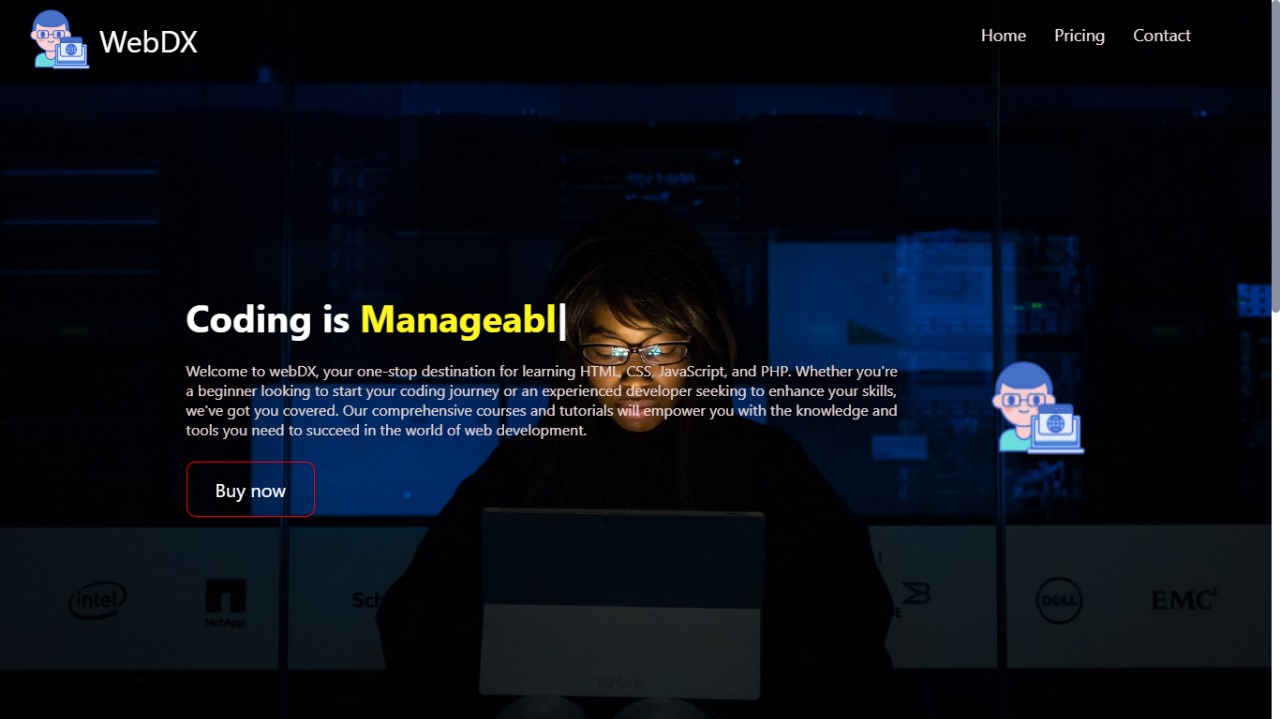 WebDX
Home
Pricing
Contact
Coding is Manageabl|
Welcome to webDX, your one-stop destination for learning HTML, CSS, JavaScript, and PHP. Whether you're
a beginner looking to start your coding journey or an experienced developer seeking to enhance your skills,
we've got you covered. Our comprehensive courses and tutorials will empower you with the knowledge and
tools you need to succeed in the world of web development.
Buy now
intel
NetApp
Sch
E
DELL
EMC²
Surface